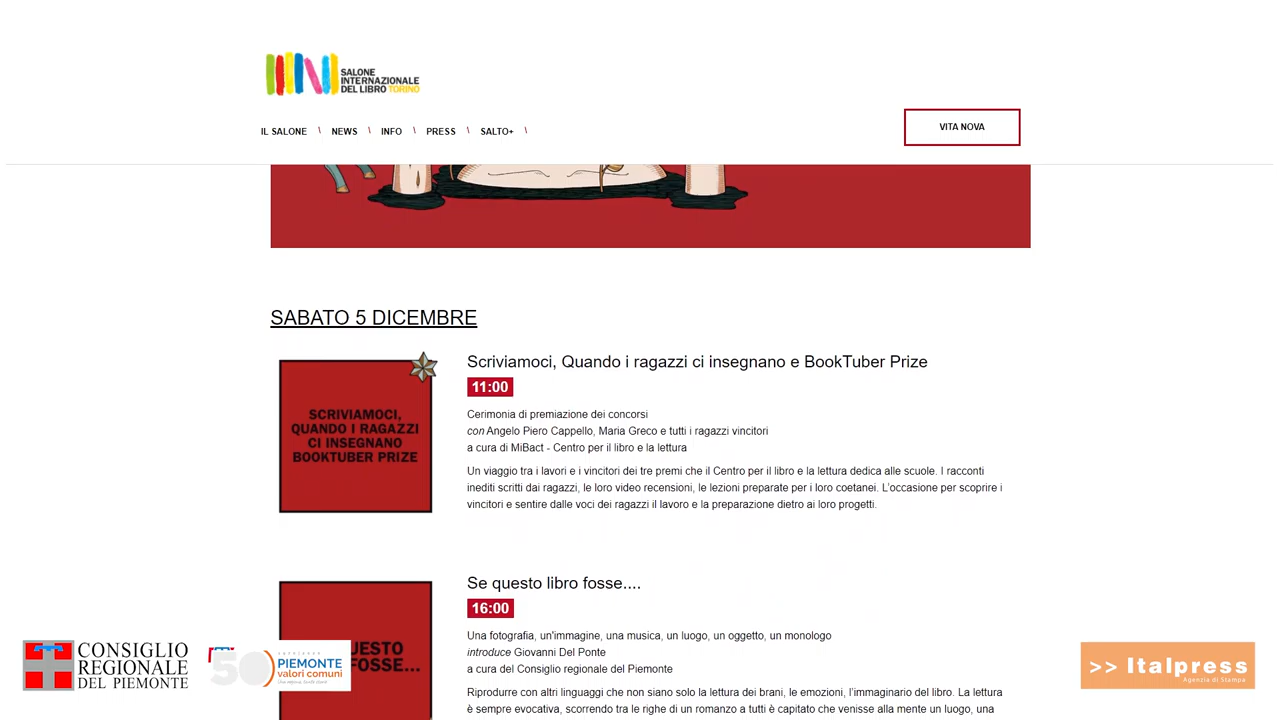 SALONE
INTERNAZIONALE
DEL LIBRO TORINO
IL SALONE \ NEWS \ INFO \ PRESS \ SALTO+ \
VITA NOVA
SABATO 5 DICEMBRE
SCRIVIAMOCI,
QUANDO I RAGAZZI
CI INSEGNANO
BOOKTUBER PRIZE
Scriviamoci, Quando i ragazzi ci insegnano e BookTuber Prize
11:00
Cerimonia di premiazione dei concorsi
con Angelo Piero Cappello, Maria Greco e tutti i ragazzi vincitori
a cura di MiBact - Centro per il libro e la lettura
Un viaggio tra i lavori e i vincitori dei tre premi che il Centro per il libro e la lettura dedica alle scuole. I racconti
inediti scritti dai ragazzi, le loro video recensioni, le lezioni preparate per i loro coetanei. L'occasione per scoprire i
vincitori e sentire dalle voci dei ragazzi il lavoro e la preparazione dietro ai loro progetti.
Se questo libro fosse....
16:00
Una fotografia, un'immagine, una musica, un luogo, un oggetto, un monologo
introduce Giovanni Del Ponte
a cura del Consiglio regionale del Piemonte
Riprodurre con altri linguaggi che non siano solo la lettura dei brani, le emozioni, l'immaginario del libro. La lettura
è sempre evocativa, scorrendo tra le righe di un romanzo a tutti è capitato che venisse alla mente un luogo, una
UESTO
FOSSE...
CONSIGLIO
REGIONALE
DEL PIEMONTE
50
PIEMONTE
valori comuni
>> Italpress
Agenzia di Stampa